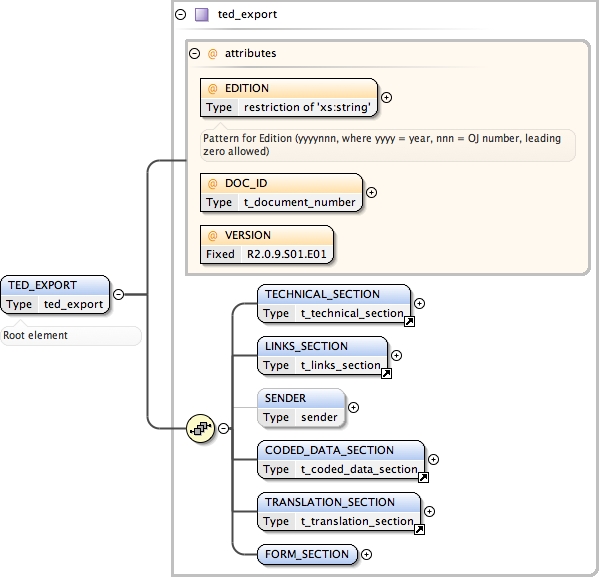 ted_export
@ attributes
@ EDITION
Type restriction of 'xs:string'
Pattern for Edition (yyyynnn, where yyyy = year, nnn = OJ number, leading
zero allowed)
@ DOC_ID
Type t_document_number
@ VERSION
Fixed R2.0.9.S01.E01
TED_EXPORT
Type ted_export
Root element
TECHNICAL_SECTION
Type t_technical_section
LINKS_SECTION
Type t_links_section
SENDER
Type sender
CODED_DATA_SECTION
Type t_coded_data_section
TRANSLATION_SECTION
Type t_translation_section
FORM_SECTION